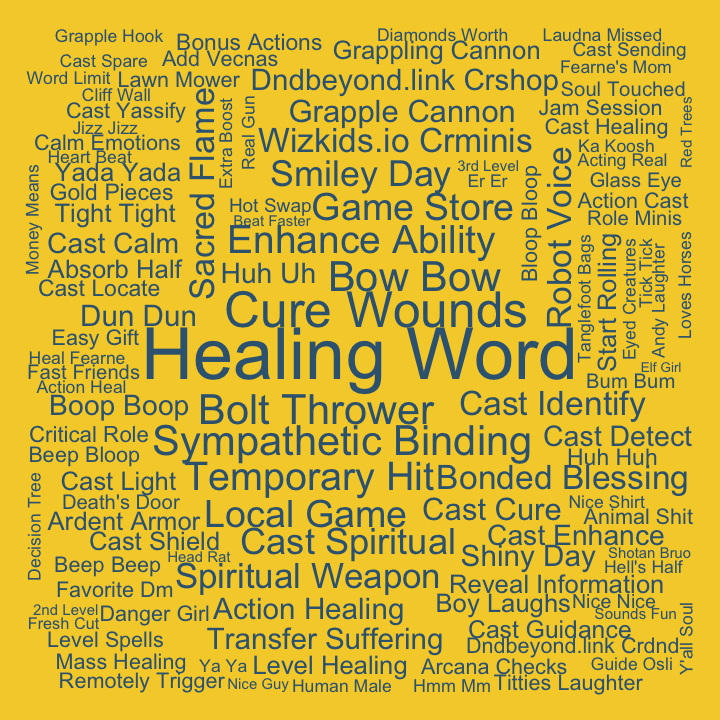 Grapple Hook
Bonus Actions
Diamonds Worth
Laudna Missed
Cast Spare
Add Vecnas
Grappling Cannon
Cast Sending
Word Limit
Lawn Mower
Dndbeyond.link Crshop
Fearne's Mom
Cliff Wall
Soul Touched
Cast Yassify
Sacred Flame
Extra Boost
Real Gun
Grapple Cannon
Jam Session
Red Trees
Jizz Jizz
Cast Healing
Calm Emotions
Wizkids.io Crminis
Ka Koosh
Heart Beat
Acting Real
Yada Yada
Smiley Day
3rd Level
Er Er
Bloop Bloop
Robot Voice
Glass Eye
Money Means
Gold Pieces
Hot Swap
Game Store
Action Cast
Tight Tight
Beat Faster
Role Minis
Cast Calm
Enhance Ability
Tanglefoot Bags
Start Rolling
Eyed Creatures
Tick Tick
Andy Laughter
Loves Horses
Absorb Half
Huh Uh
Bow Bow
Cast Locate
Dun Dun
Cure Wounds
Easy Gift
Healing Word
Heal Fearne
Fast Friends
Elf Girl
Action Heal
Bum Bum
Boop Boop
Bolt Thrower
Cast Identify
Critical Role
Sympathetic Binding
Cast Detect
Beep Bloop
Huh Huh
Decision Tree
Cast Light
Temporary Hit
Bonded Blessing
Death's Door
Nice Shirt
Ardent Armor
Local Game
Cast Cure
Animal Shit
Cast Shield
Cast Spiritual
Cast Enhance
Head Rat
Shiny Day
Shotan Bruo
Beep Beep
Hell's Half
Spiritual Weapon
Reveal Information
Favorite Dm
2nd Level
Danger Girl
Action Healing
Boy Laughs
Nice Nice
Fresh Cut
Sounds Fun
Y'all Soul
Level Spells
Transfer Suffering
Cast Guidance
Dndbeyond.link Crdnd
Mass Healing
Ya Ya
Level Healing
Arcana Checks
Guide Osli
Remotely Trigger
Nice Guy
Human Male
Hmm Mm
Titties Laughter